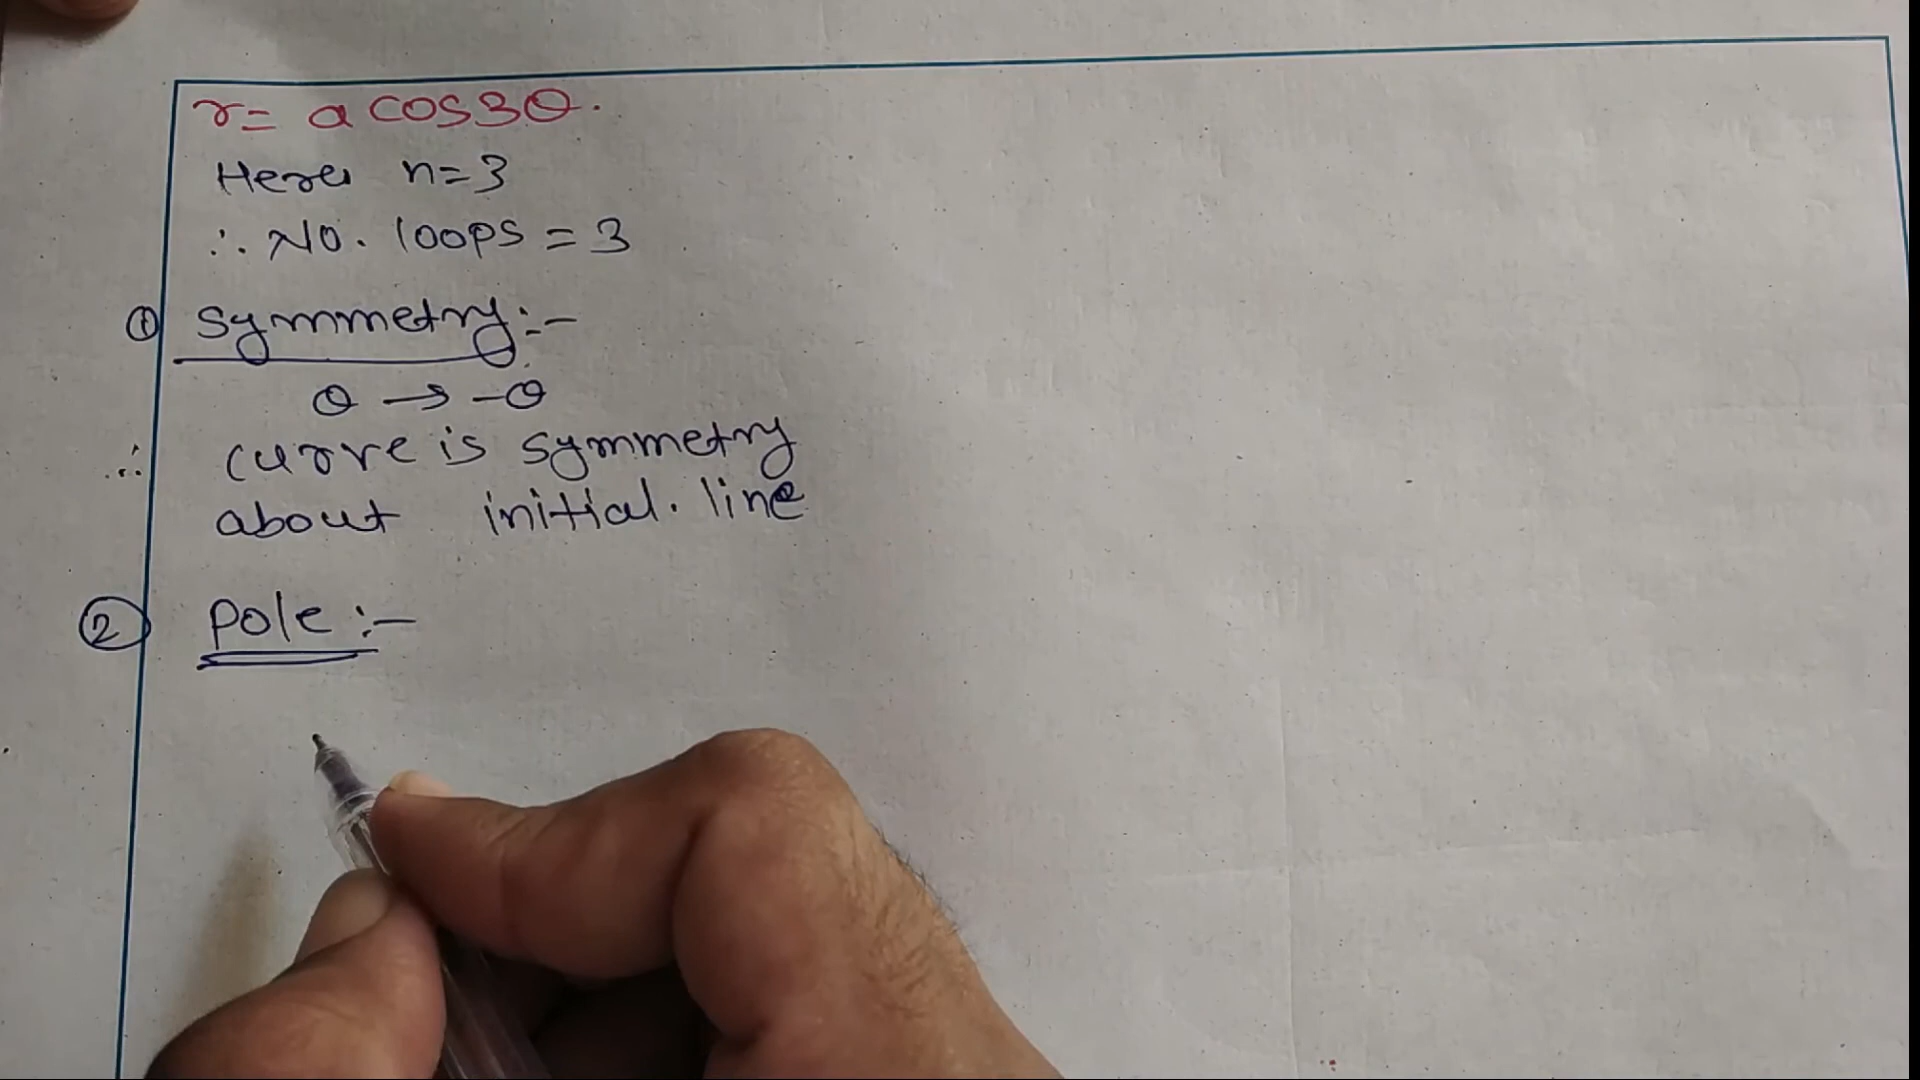 r = a cos3θ.
Here n=3
∴ No. loops = 3
① Symmetry:-
θ → -θ
∴ curve is symmetry
about initial. line
② Pole:-